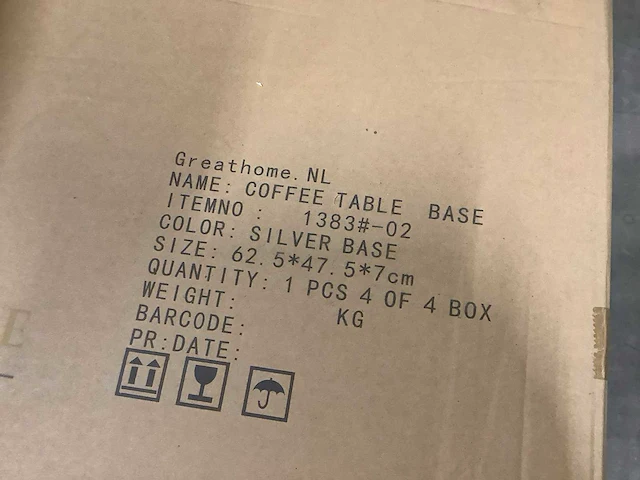 Greathome.NL
NAME: COFFEE TABLE BASE
ITEMNO : 1383#-02
COLOR: SILVER BASE
SIZE: 62.5*47.5*7cm
QUANTITY: 1 PCS 4 OF 4 BOX
WEIGHT: KG
BARCODE:
PR:DATE:
E